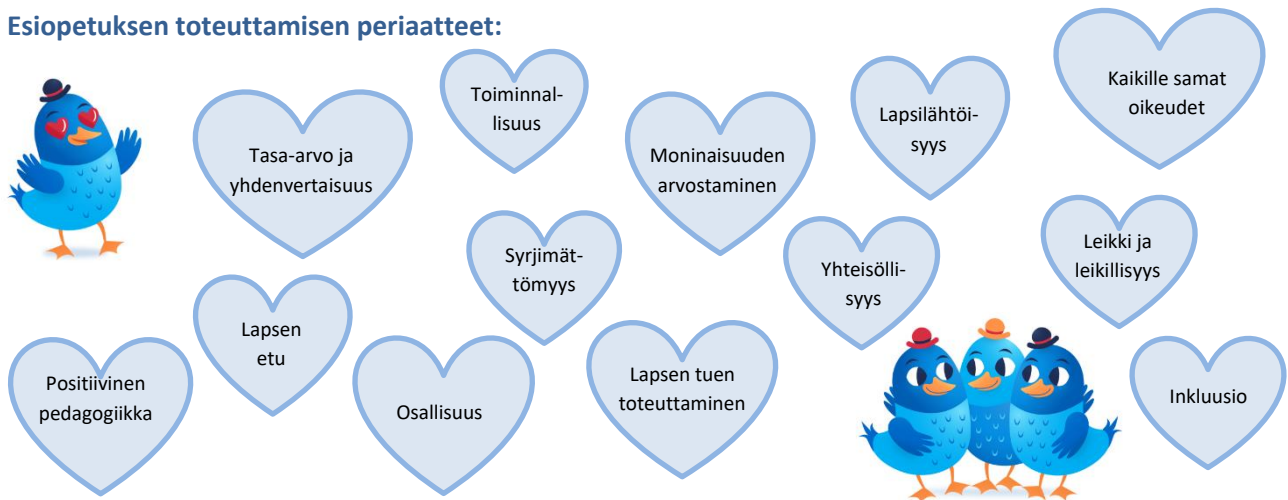 Esiopetuksen toteuttamisen periaatteet:
Tasa-arvo ja
yhdenvertaisuus
Toiminnal-
lisuus
Moninaisuuden
arvostaminen
Lapsilähtöi-
syys
Kaikille samat
oikeudet
Syrjimät-
tömyys
Yhteisölli-
syys
Leikki ja
leikillisyys
Positiivinen
pedagogiikka
Lapsen
etu
Osallisuus
Lapsen tuen
toteuttaminen
Inkluusio